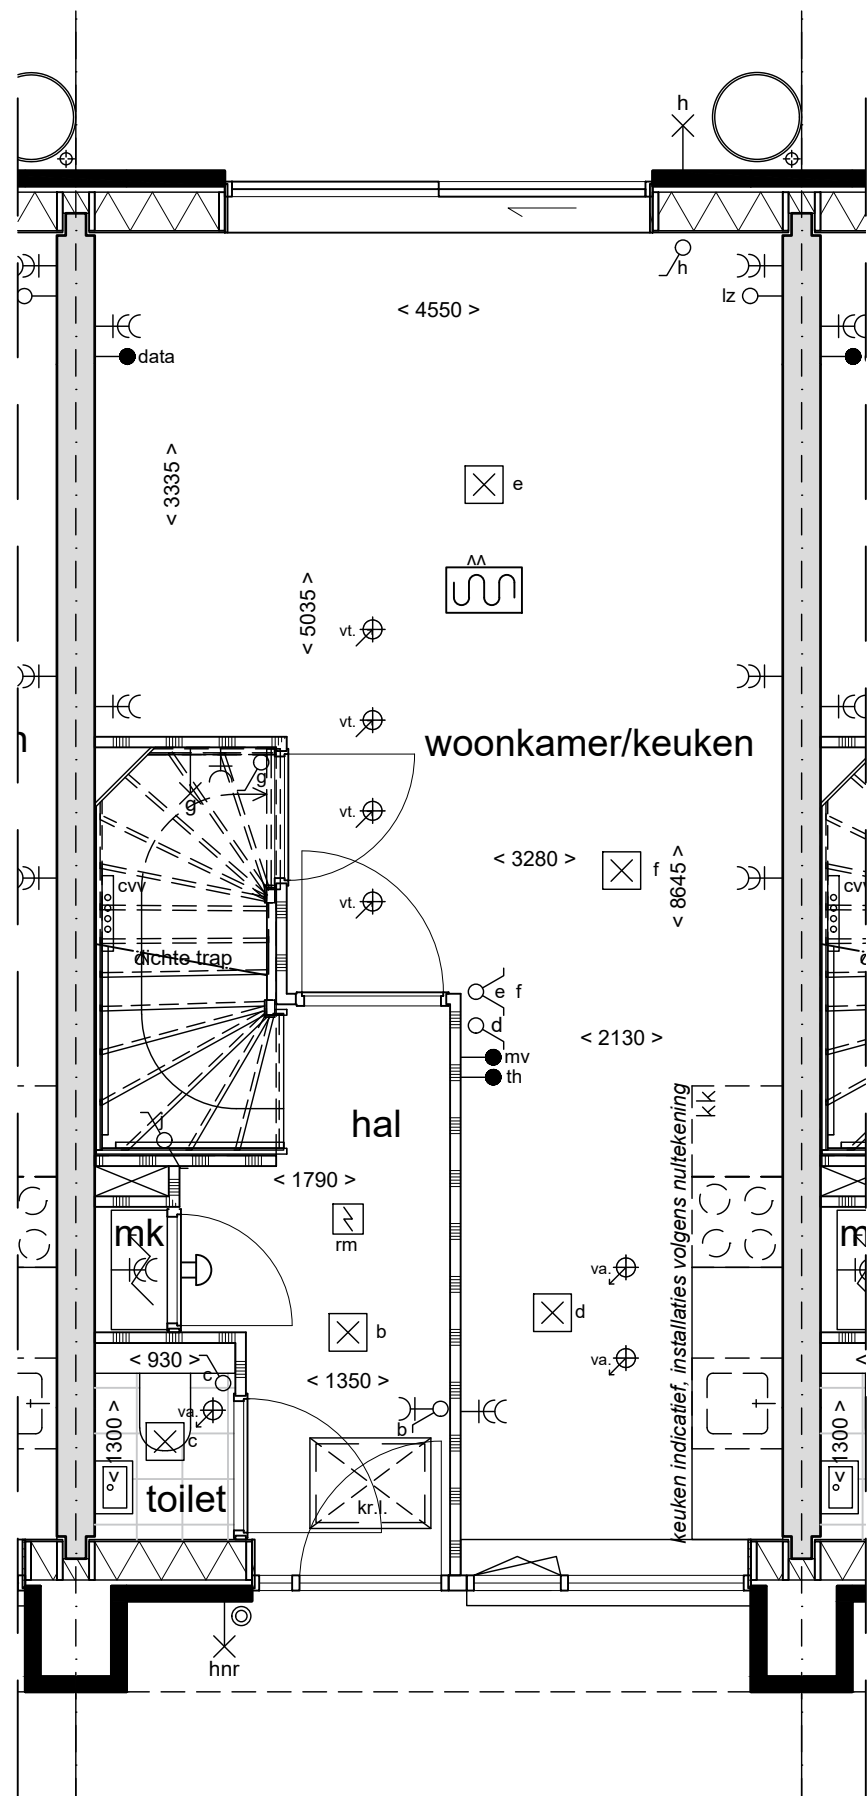 h
h
lz
< 4550 >
data
< 3335 >
e
^^
< 5035 >
vt.
vt.
n
woonkamer/keuken
g
g
vt.
< 3280 >
f
< 8645 >
cvv
cvv
vt.
dichte trap
e f
d
< 2130 >
mv
th
kk
hal
j
< 1790 >
mk
rm
va.
keuken indicatief, installaties volgens nultekening
b
d
< 930 >
c
< 1350 >
va.
va.
c
b
< 1300 >
< 1300 >
toilet
kr.l.
hnr